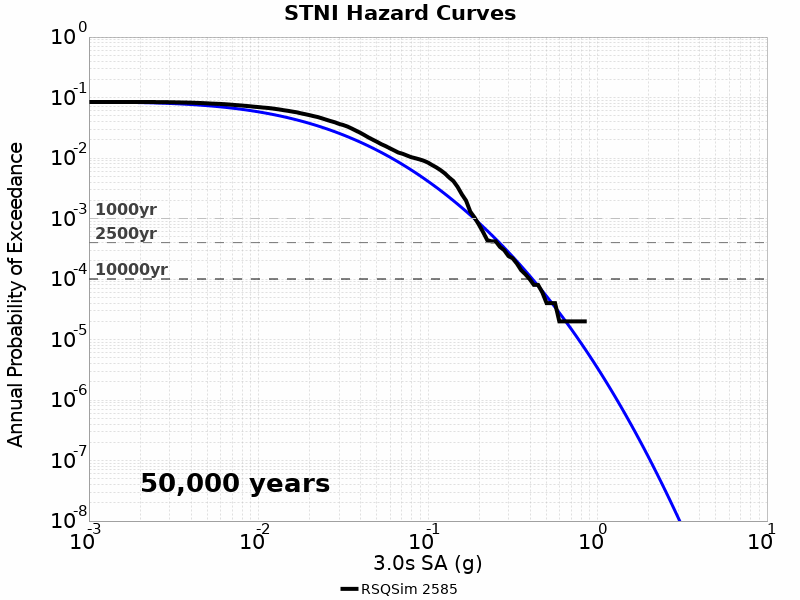 STNI Hazard Curves
Annual Probability of Exceedance
10^0
10^-1
10^-2
10^-3
10^-4
10^-5
10^-6
10^-7
10^-8
1000yr
2500yr
10000yr
50,000 years
10^-3 10^-2 10^-1 10^0 10^1
3.0s SA (g)
RSQSim 2585